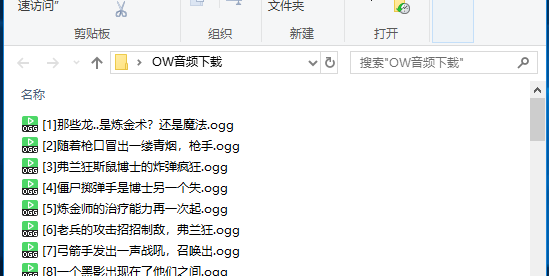 速访问"
文件夹
剪贴板
组织
新建
打开
OW音频下载
搜索"OW音频下载"
名称
[1]那些龙..是炼金术？还是魔法.ogg
[2]随着枪口冒出一缕青烟，枪手.ogg
[3]弗兰狂斯鼠博士的炸弹疯狂.ogg
[4]僵尸掷弹手是博士另一个失.ogg
[5]炼金师的治疗能力再一次起.ogg
[6]老兵的攻击招招制敌，弗兰狂.ogg
[7]弓箭手发出一声战吼，召唤出.ogg
[8]一个黑影出现在了他们之间.ogg